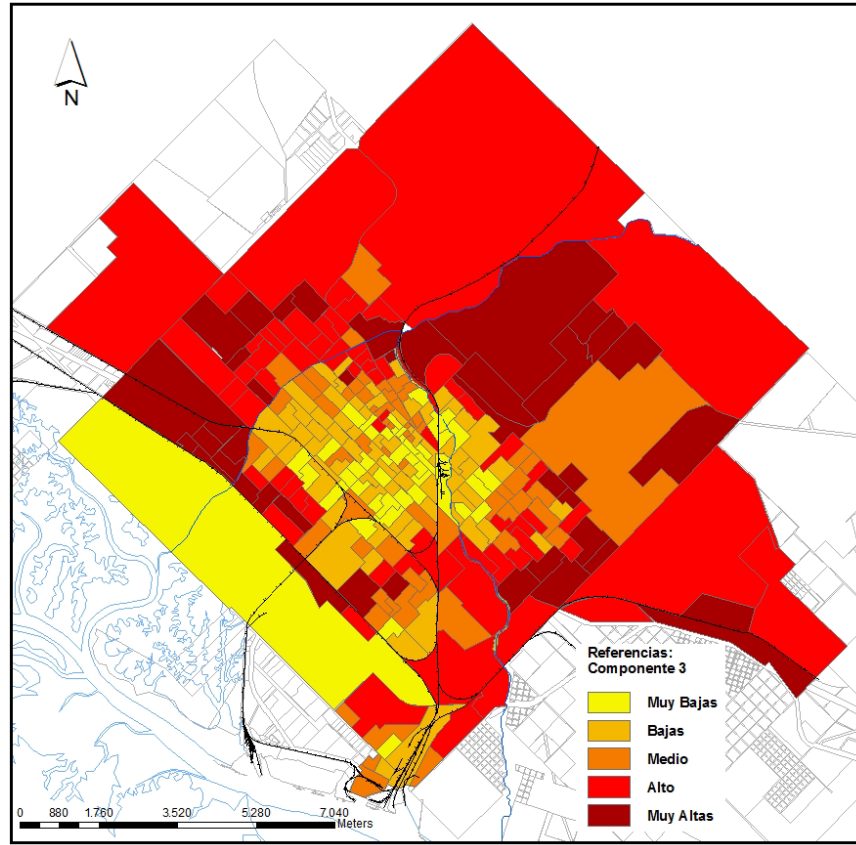 N
Referencias:
Componente 3
Muy Bajas
Bajas
Medio
Alto
Muy Altas
0 880 1.760 3.520 5.280 7.040
Meters